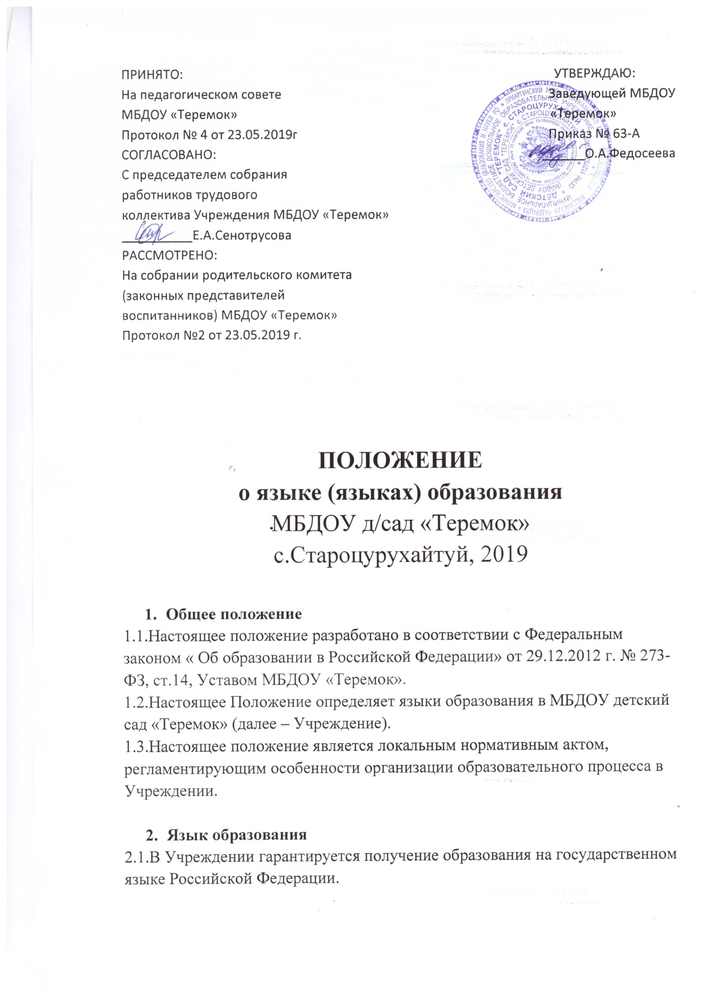 ПРИНЯТО:
На педагогическом совете
МБДОУ «Теремок»
Протокол № 4 от 23.05.2019г
СОГЛАСОВАНО:
С председателем собрания
работников трудового
коллектива Учреждения МБДОУ «Теремок»
__________Е.А.Сенотрусова
РАССМОТРЕНО:
На собрании родительского комитета
(законных представителей
воспитанников) МБДОУ «Теремок»
Протокол №2 от 23.05.2019 г.
УТВЕРЖДАЮ:
Заведующей МБДОУ
«Теремок»
Приказ № 63-А
______О.А.Федосеева
ПОЛОЖЕНИЕ
о языке (языках) образования
МБДОУ д/сад «Теремок»
с.Староцурухайтуй, 2019
1. Общее положение
1.1.Настоящее положение разработано в соответствии с Федеральным
законом « Об образовании в Российской Федерации» от 29.12.2012 г. № 273-
ФЗ, ст.14, Уставом МБДОУ «Теремок».
1.2.Настоящее Положение определяет языки образования в МБДОУ детский
сад «Теремок» (далее – Учреждение).
1.3.Настоящее положение является локальным нормативным актом,
регламентирующим особенности организации образовательного процесса в
Учреждении.
2. Язык образования
2.1.В Учреждении гарантируется получение образования на государственном
языке Российской Федерации.